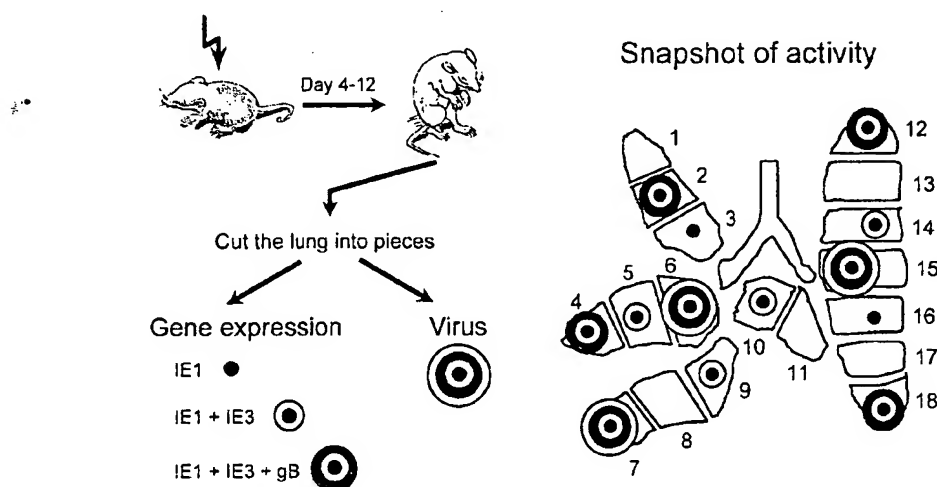 Day 4-12
Cut the lung into pieces
Gene expression
Virus
IE1
IE1 + IE3
IE1 + IE3 + gB
Snapshot of activity
1
2
3
4
5
6
7
8
9
10
11
12
13
14
15
16
17
18